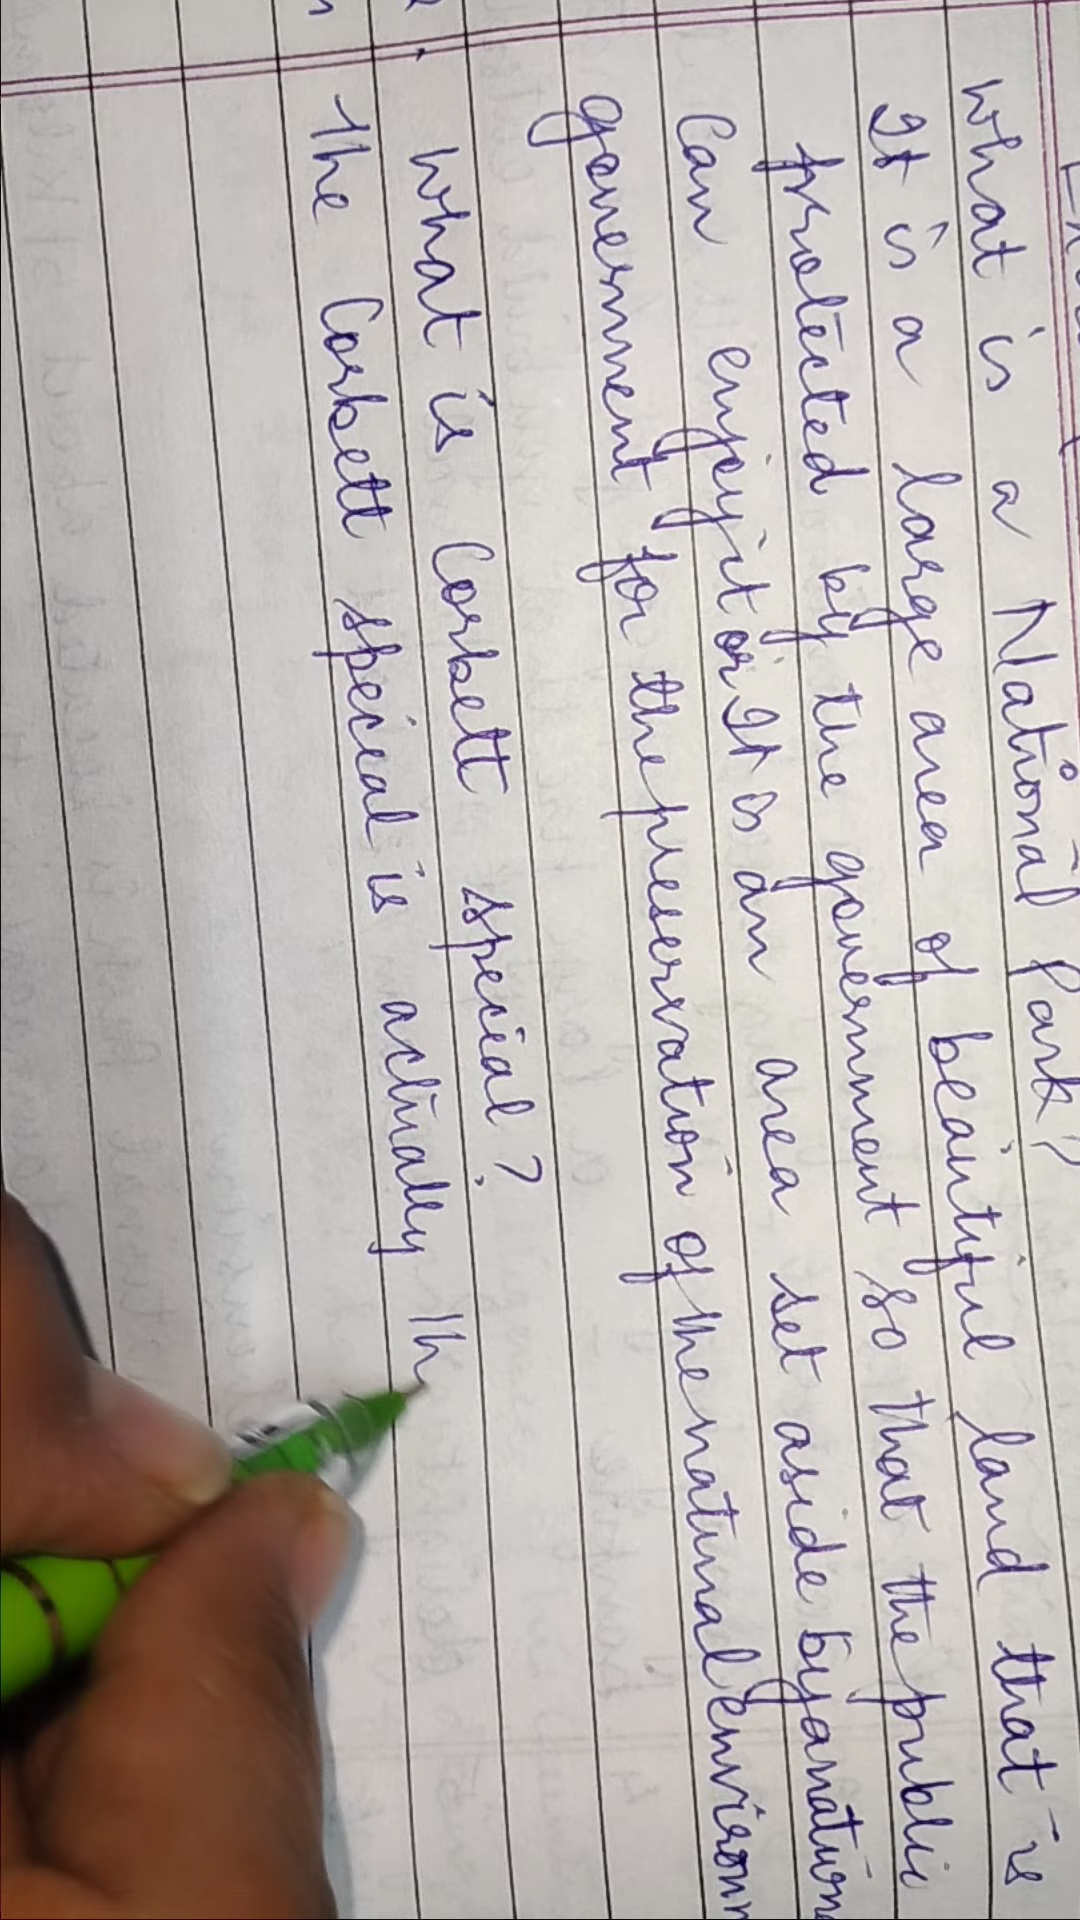 what is a National Park?
It is a large area of beautiful land that is
protected by the government so that the public
Can enjoy it or It is an area set aside by a nation
government for the preservation of the natural environ
what is Corbett special?
The Corbett special is actually th